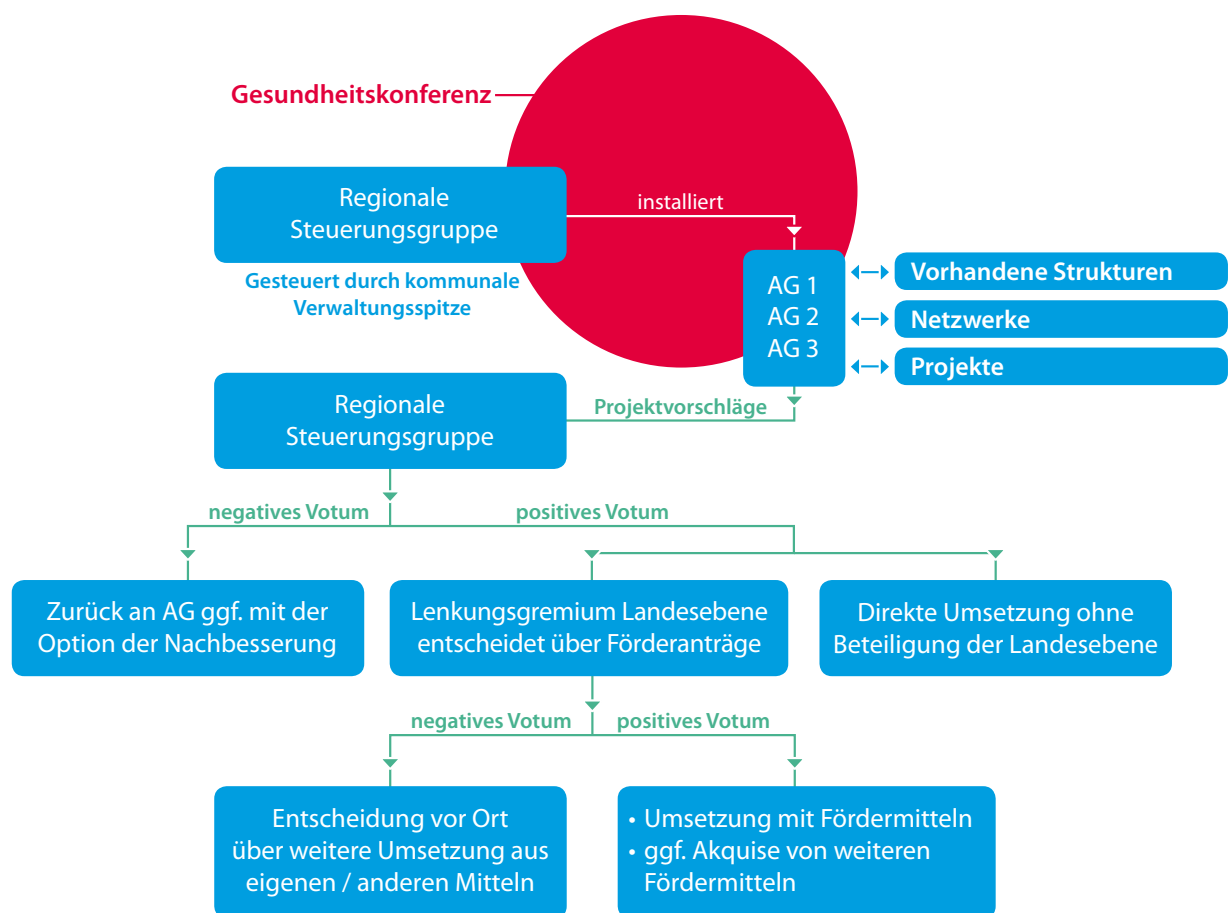 Gesundheitskonferenz
Regionale
Steuerungsgruppe
installiert
Gesteuert durch kommunale
Verwaltungsspitze
AG 1
AG 2
AG 3
Vorhandene Strukturen
Netzwerke
Projekte
Regionale
Steuerungsgruppe
Projektvorschläge
negatives Votum
positives Votum
Zurück an AG ggf. mit der
Option der Nachbesserung
Lenkungsgremium Landesebene
entscheidet über Förderanträge
Direkte Umsetzung ohne
Beteiligung der Landesebene
negatives Votum
positives Votum
Entscheidung vor Ort
über weitere Umsetzung aus
eigenen / anderen Mitteln
• Umsetzung mit Fördermitteln
• ggf. Akquise von weiteren
Fördermitteln